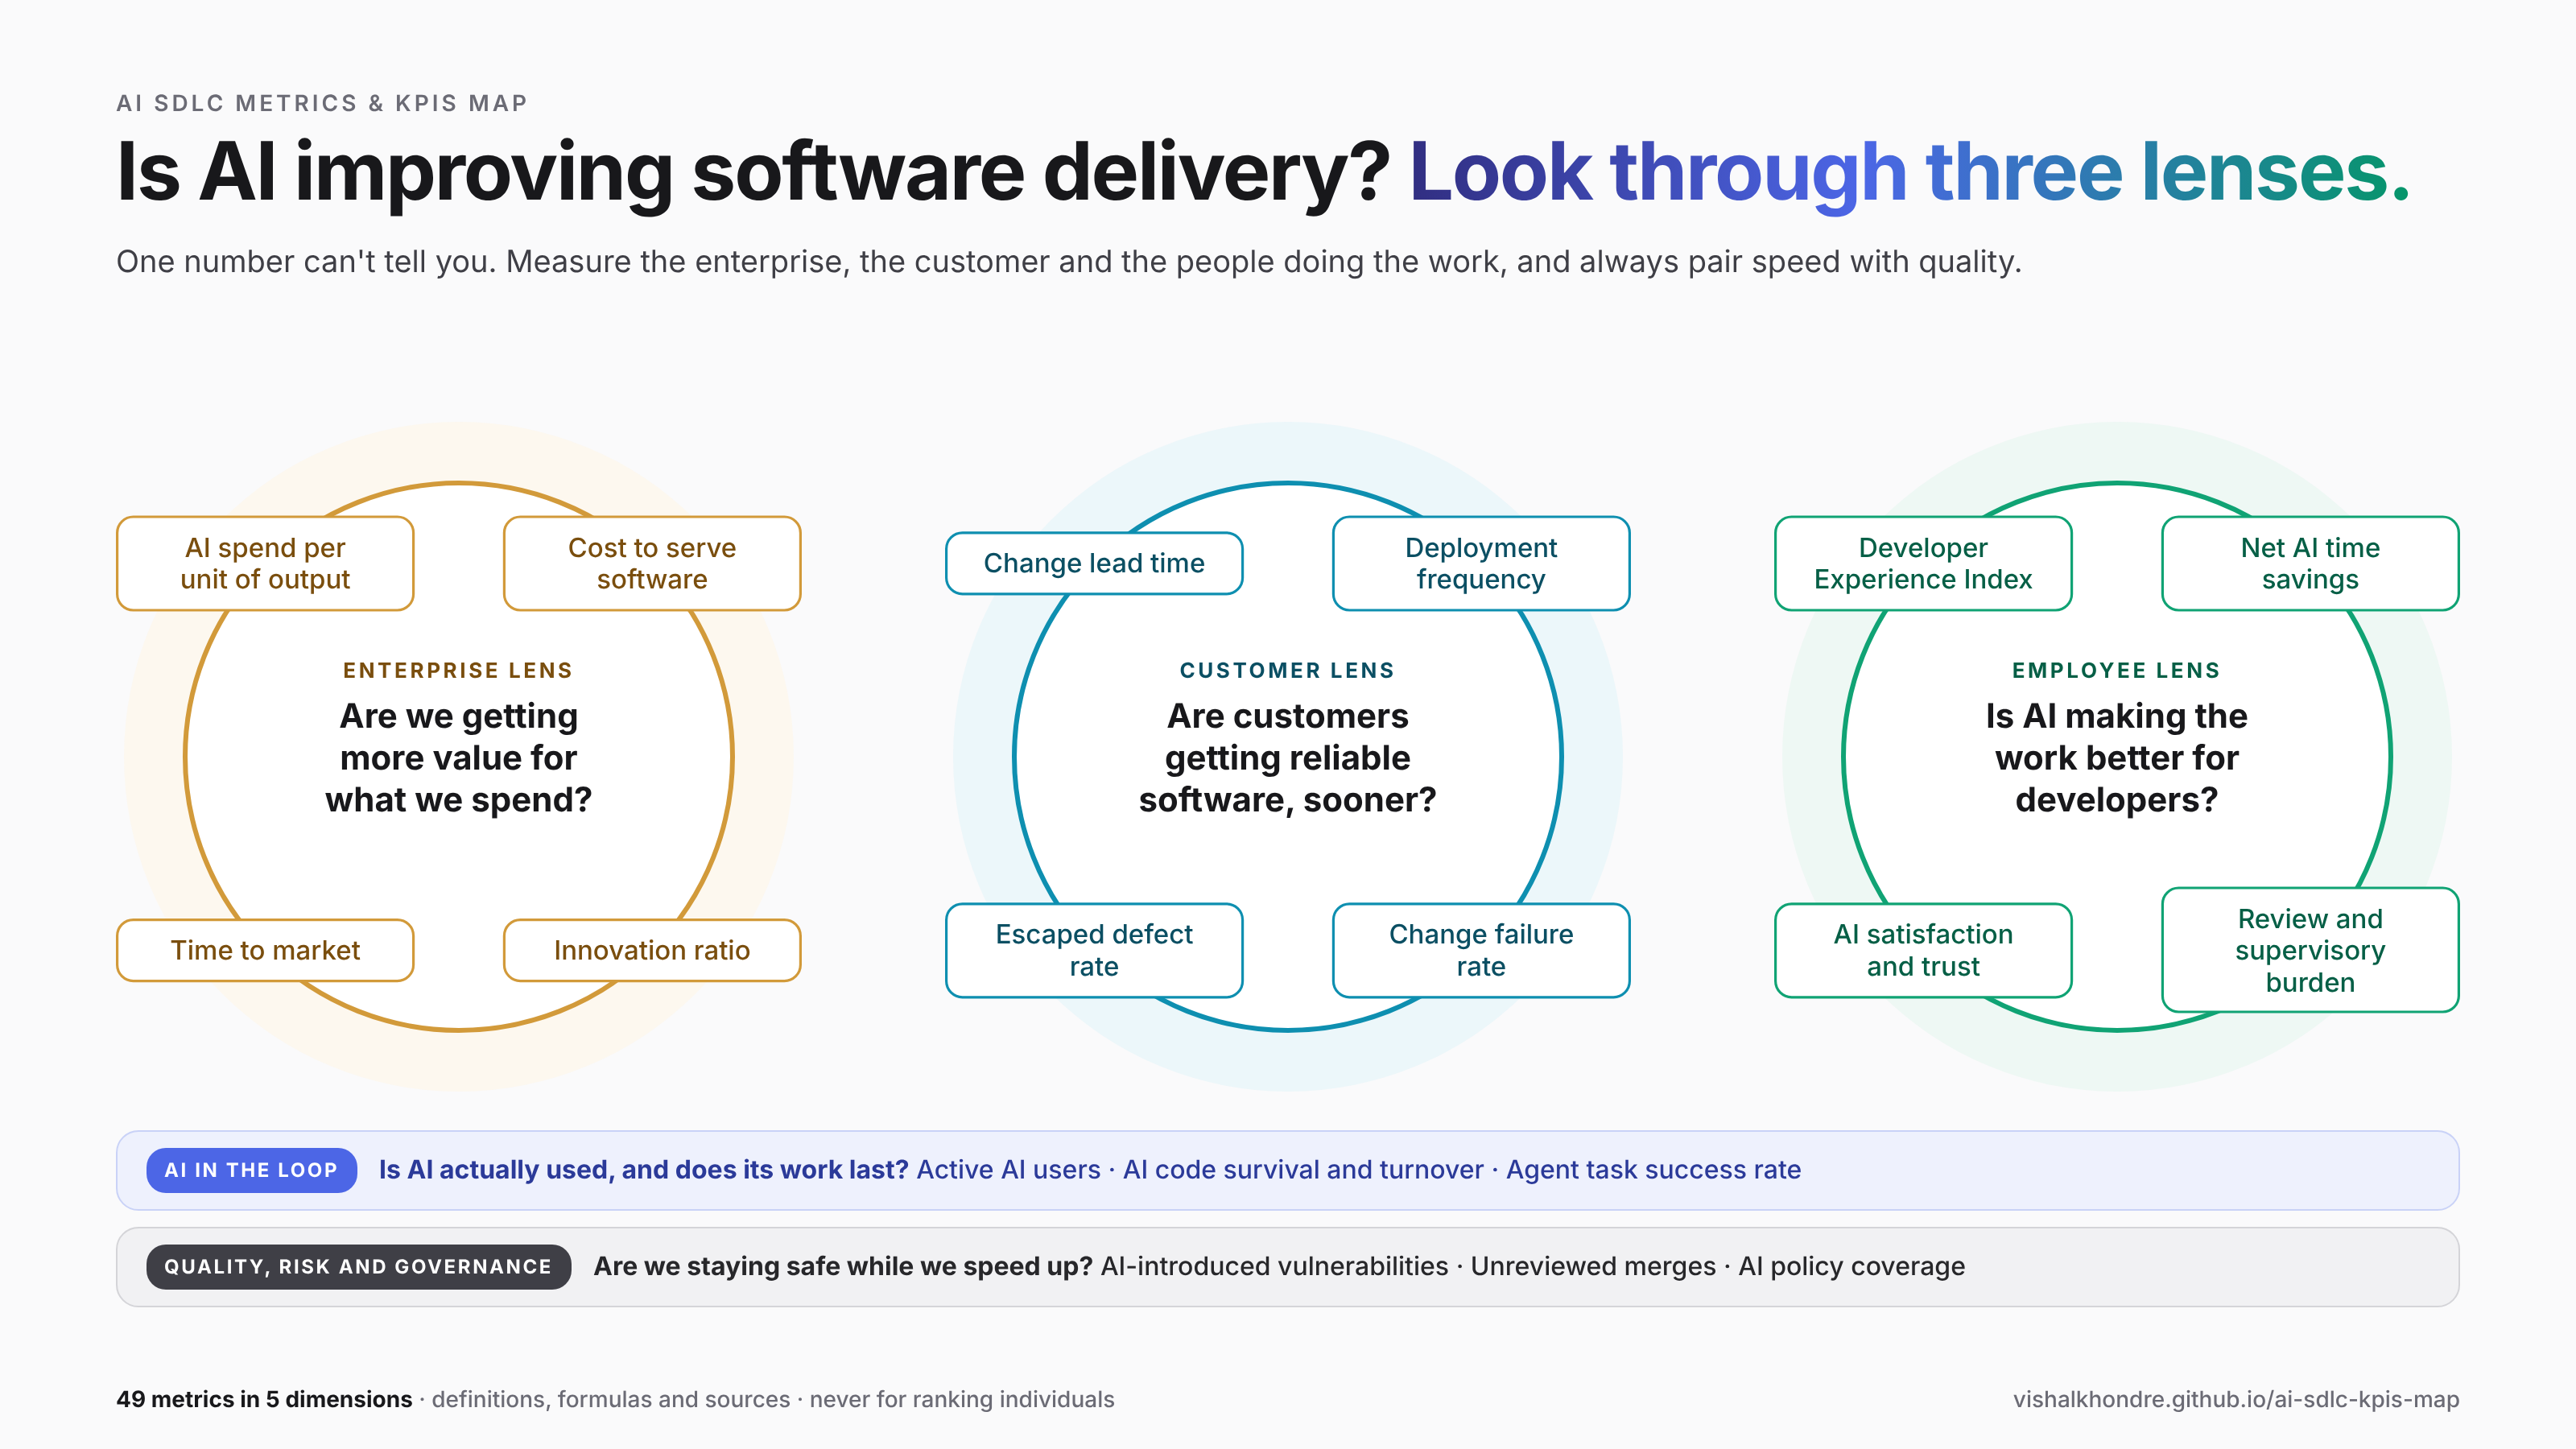 AI SDLC METRICS & KPIS MAP
Is AI improving software delivery? Look through three lenses.
One number can't tell you. Measure the enterprise, the customer and the people doing the work, and always pair speed with quality.
AI spend per
unit of output
Cost to serve
software
ENTERPRISE LENS
Are we getting
more value for
what we spend?
Time to market
Innovation ratio
Change lead time
Deployment
frequency
CUSTOMER LENS
Are customers
getting reliable
software, sooner?
Escaped defect
rate
Change failure
rate
Developer
Experience Index
Net AI time
savings
EMPLOYEE LENS
Is AI making the
work better for
developers?
AI satisfaction
and trust
Review and
supervisory
burden
AI IN THE LOOP Is AI actually used, and does its work last? Active AI users · AI code survival and turnover · Agent task success rate
QUALITY, RISK AND GOVERNANCE Are we staying safe while we speed up? AI-introduced vulnerabilities · Unreviewed merges · AI policy coverage
49 metrics in 5 dimensions · definitions, formulas and sources · never for ranking individuals
vishalkhondre.github.io/ai-sdlc-kpis-map